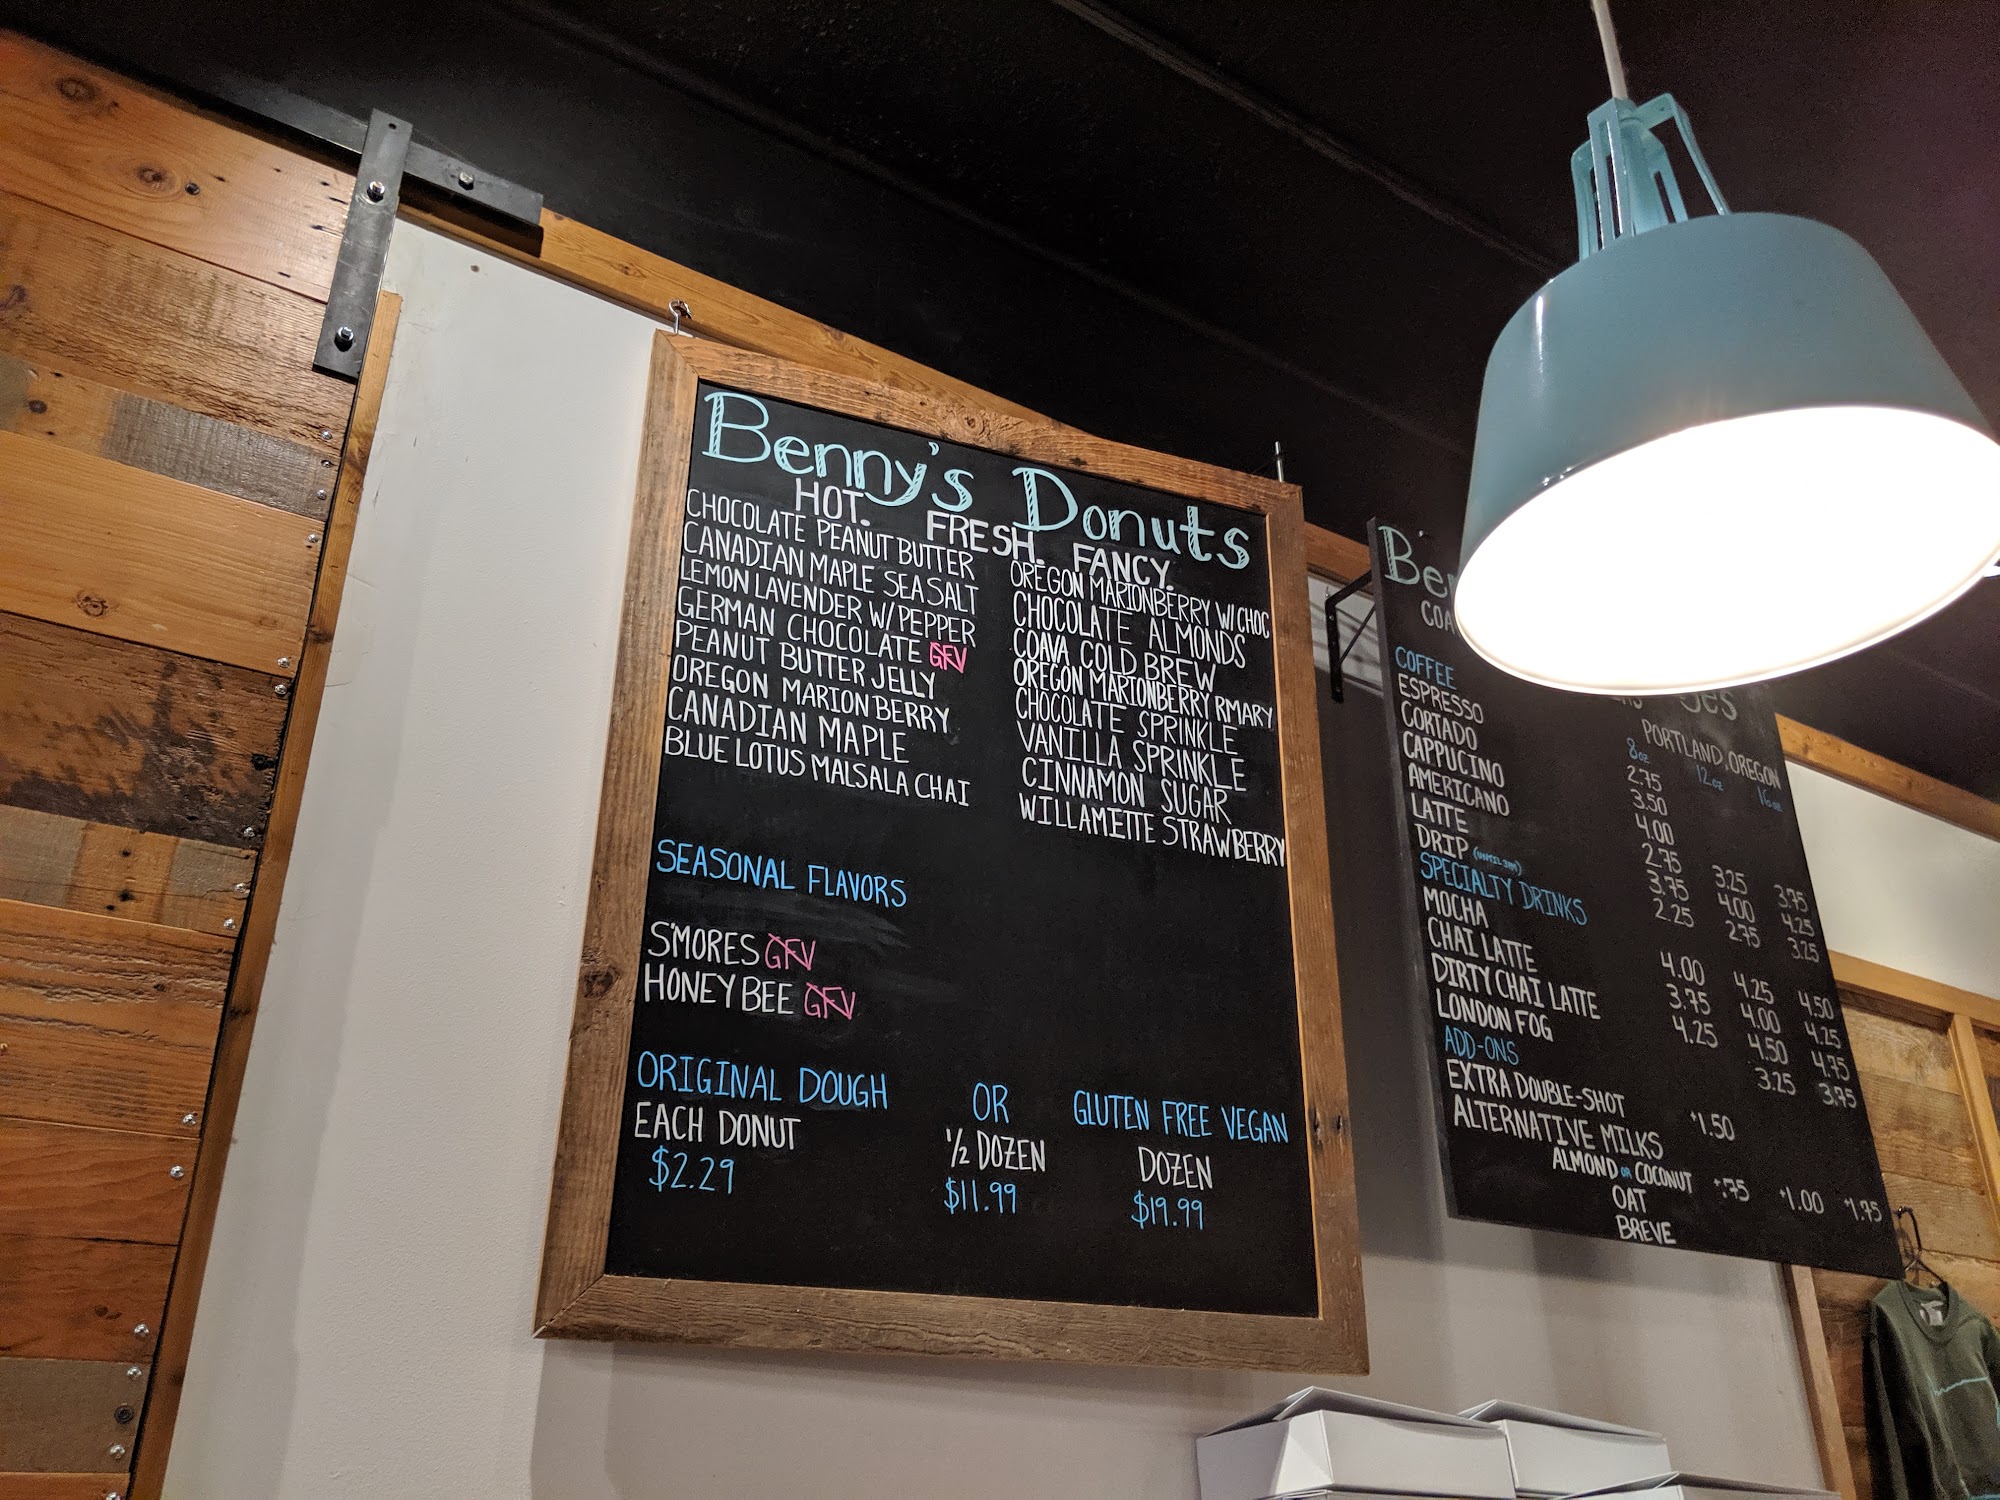 Benny's Donuts
HOT. FRESH. FANCY.
CHOCOLATE PEANUT BUTTER
CANADIAN MAPLE SEA SALT
LEMON LAVENDER W/ PEPPER
GERMAN CHOCOLATE GFV
PEANUT BUTTER JELLY
OREGON MARIONBERRY
CANADIAN MAPLE
BLUE LOTUS MALSALA CHAI
OREGON MARIONBERRY W/ CHOC
CHOCOLATE ALMONDS
COAVA COLD BREW
OREGON MARIONBERRY RMARY
CHOCOLATE SPRINKLE
VANILLA SPRINKLE
CINNAMON SUGAR
WILLAMETTE STRAWBERRY
SEASONAL FLAVORS
S'MORES GFV
HONEY BEE GFV
ORIGINAL DOUGH OR GLUTEN FREE VEGAN
EACH DONUT 1/2 DOZEN DOZEN
$2.29 $11.99 $19.99
PORTLAND, OREGON
COFFEE 8oz 12oz 16oz
ESPRESSO 2.75
CORTADO 3.50
CAPPUCINO 4.00
AMERICANO 2.75 3.25 3.75
LATTE 3.75 4.00 4.25
DRIP 2.25 2.75 3.25
SPECIALTY DRINKS
MOCHA 4.00 4.25 4.50
CHAI LATTE 3.75 4.00 4.25
DIRTY CHAI LATTE 4.25 4.50 4.75
LONDON FOG 3.25 3.75
ADD-ONS
EXTRA DOUBLE-SHOT +1.50
ALTERNATIVE MILKS
ALMOND OR COCONUT +.75 +1.00 +1.75
OAT
BREVE